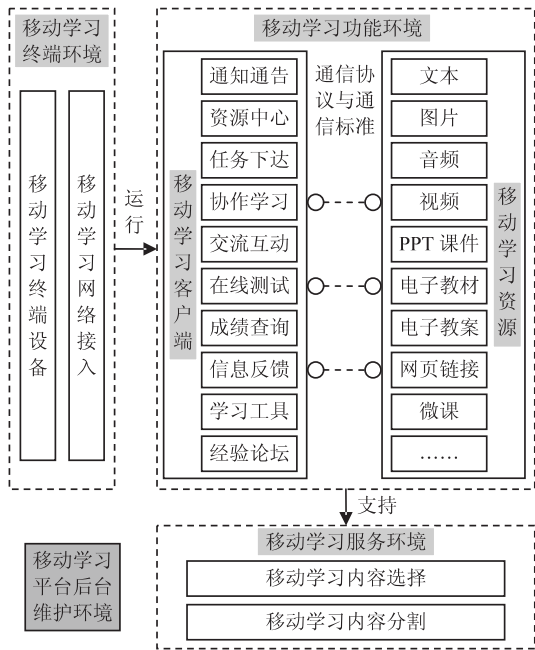 移动学习
终端环境
移动学习终端设备
移动学习网络接入
运行
移动学习功能环境
移动学习客户端
通知通告
资源中心
任务下达
协作学习
交流互动
在线测试
成绩查询
信息反馈
学习工具
经验论坛
通信协
议与通
信标准
文本
图片
音频
视频
PPT 课件
电子教材
电子教案
网页链接
微课
……
移动学习资源
支持
移动学习服务环境
移动学习内容选择
移动学习内容分割
移动学习
平台后台
维护环境